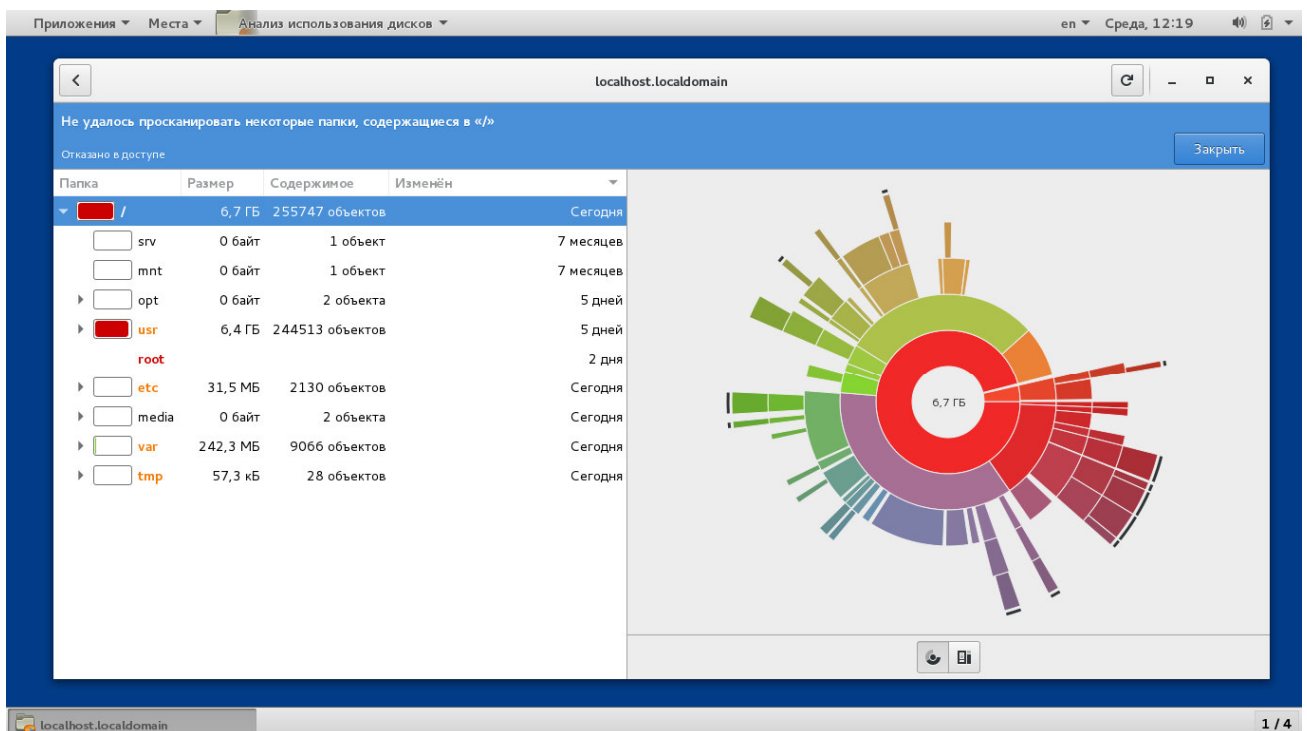 Приложения Места Анализ использования дисков en Среда, 12:19
localhost.localdomain
Не удалось просканировать некоторые папки, содержащиеся в «/»
Отказано в доступе Закрыть
Папка Размер Содержимое Изменён
/ 6,7 ГБ 255747 объектов Сегодня
srv 0 байт 1 объект 7 месяцев
mnt 0 байт 1 объект 7 месяцев
opt 0 байт 2 объекта 5 дней
usr 6,4 ГБ 244513 объектов 5 дней
root 2 дня
etc 31,5 МБ 2130 объектов Сегодня
media 0 байт 2 объекта Сегодня
var 242,3 МБ 9066 объектов Сегодня
tmp 57,3 кБ 28 объектов Сегодня
6,7 ГБ
localhost.localdomain 1 / 4